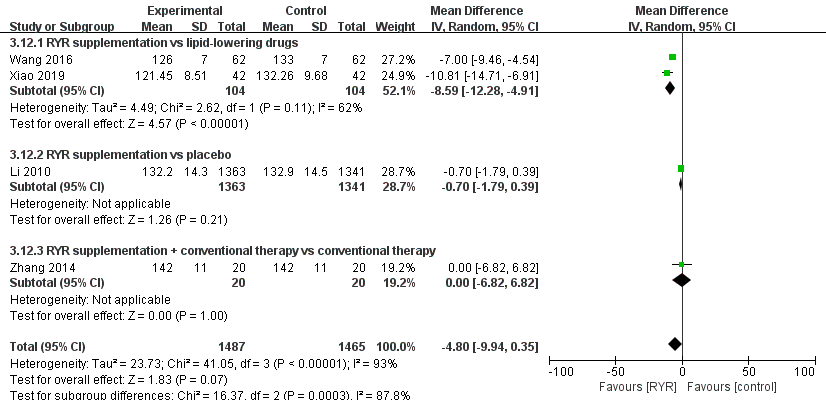 Experimental Control Mean Difference Mean Difference
Study or Subgroup Mean SD Total Mean SD Total Weight IV, Random, 95% CI IV, Random, 95% CI
3.12.1 RYR supplementation vs lipid-lowering drugs
Wang 2016 126 7 62 133 7 62 27.2% -7.00 [-9.46, -4.54]
Xiao 2019 121.45 8.51 42 132.26 9.68 42 24.9% -10.81 [-14.71, -6.91]
Subtotal (95% CI) 104 104 52.1% -8.59 [-12.28, -4.91]
Heterogeneity: Tau² = 4.49; Chi² = 2.62, df = 1 (P = 0.11); I² = 62%
Test for overall effect: Z = 4.57 (P < 0.00001)
3.12.2 RYR supplementation vs placebo
Li 2010 132.2 14.3 1363 132.9 14.5 1341 28.7% -0.70 [-1.79, 0.39]
Subtotal (95% CI) 1363 1341 28.7% -0.70 [-1.79, 0.39]
Heterogeneity: Not applicable
Test for overall effect: Z = 1.26 (P = 0.21)
3.12.3 RYR supplementation + conventional therapy vs conventional therapy
Zhang 2014 142 11 20 142 11 20 19.2% 0.00 [-6.82, 6.82]
Subtotal (95% CI) 20 20 19.2% 0.00 [-6.82, 6.82]
Heterogeneity: Not applicable
Test for overall effect: Z = 0.00 (P = 1.00)
Total (95% CI) 1487 1465 100.0% -4.80 [-9.94, 0.35]
Heterogeneity: Tau² = 23.73; Chi² = 41.05, df = 3 (P < 0.00001); I² = 93%
Test for overall effect: Z = 1.83 (P = 0.07)
Test for subgroup differences: Chi² = 16.37, df = 2 (P = 0.0003), I² = 87.8%
-100 -50 0 50 100
Favours [RYR] Favours [control]